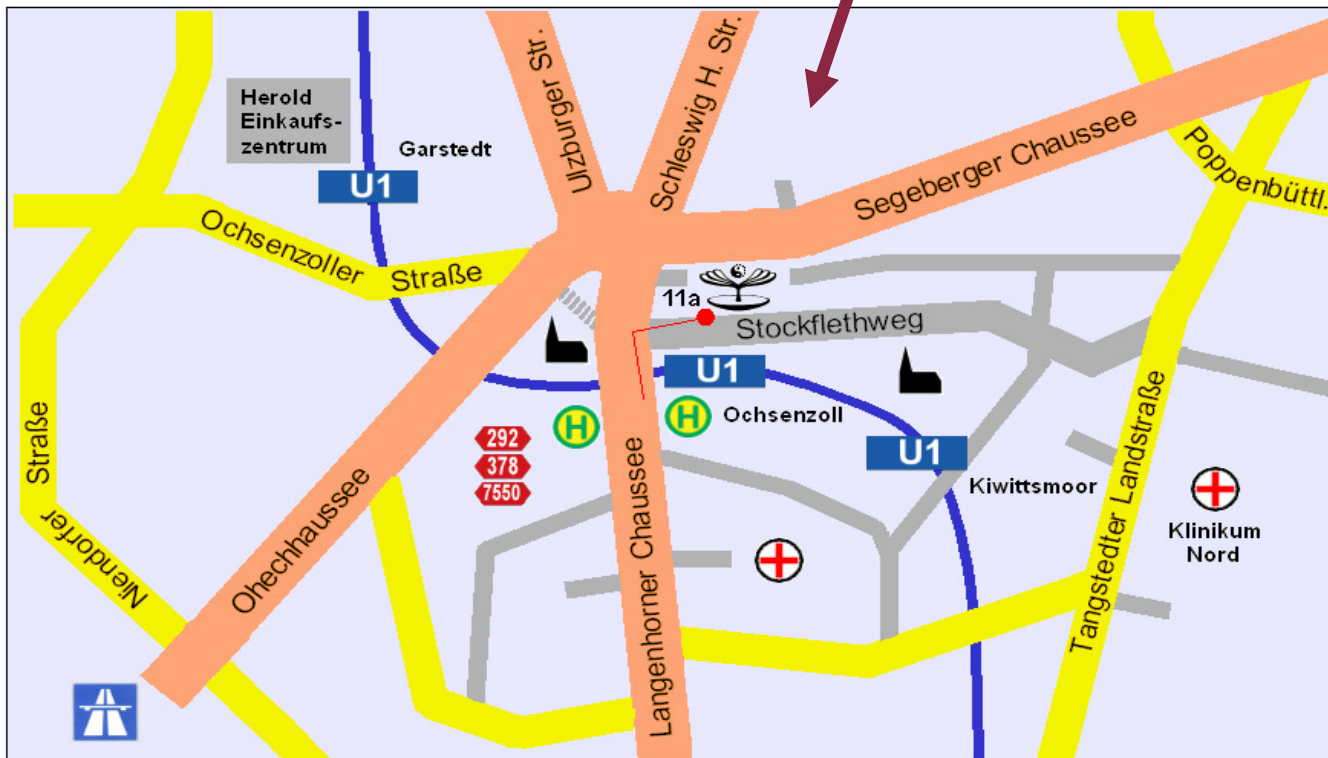 Herold
Einkaufs-
zentrum
Garstedt
U1
Ulzburger Str.
Schleswig H. Str.
Segeberger Chaussee
Poppenbüttl.
Ochsenzoller Straße
11a
Stockflethweg
U1
Ochsenzoll
H
H
292
378
7550
U1
Kiwittsmoor
Straße
Niendorfer
Ohechhaussee
Langenhorner Chaussee
Tangstedter Landstraße
Klinikum
Nord